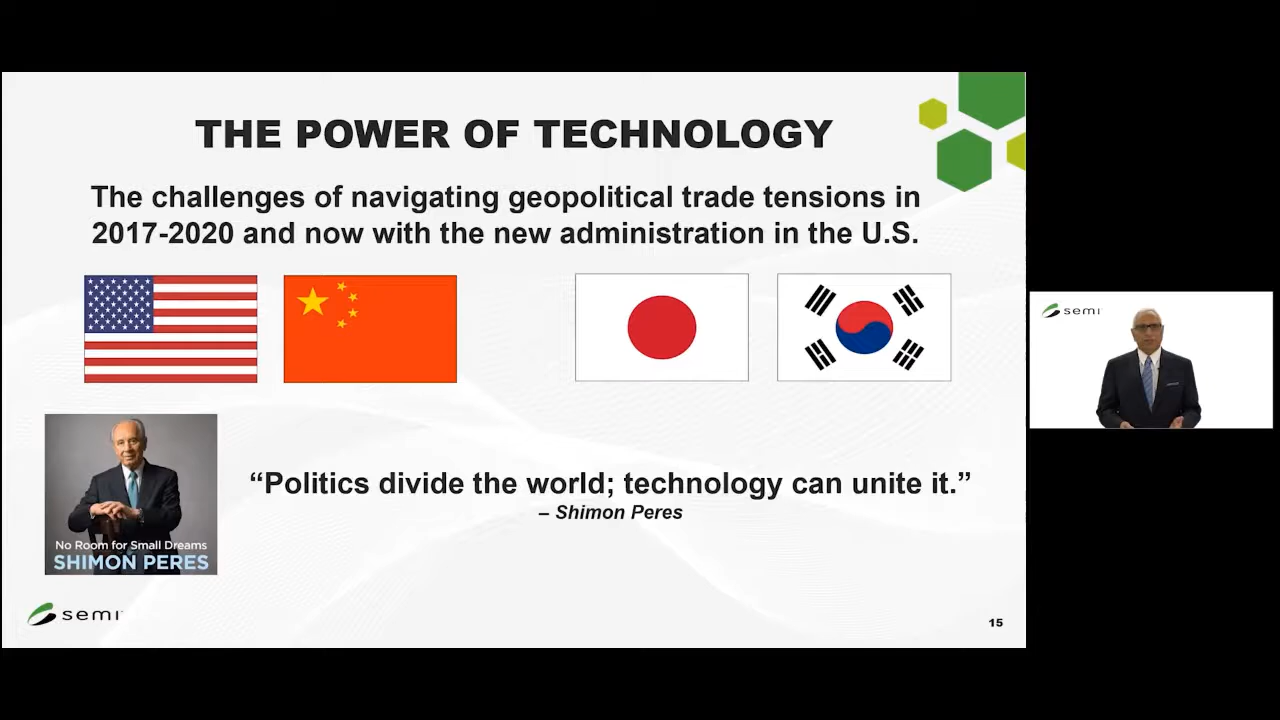 THE POWER OF TECHNOLOGY
The challenges of navigating geopolitical trade tensions in
2017-2020 and now with the new administration in the U.S.
“Politics divide the world; technology can unite it.”
– Shimon Peres
No Room for Small Dreams
SHIMON PERES
semi
15
semi